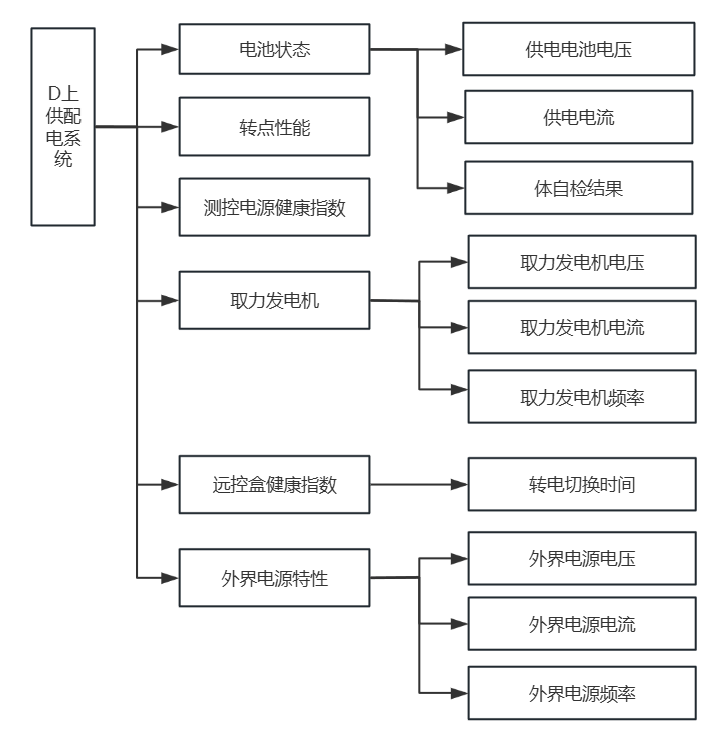 D上
供配
电系
统
电池状态
供电电池电压
供电电流
体自检结果
转点性能
测控电源健康指数
取力发电机
取力发电机电压
取力发电机电流
取力发电机频率
远控盒健康指数
转电切换时间
外界电源特性
外界电源电压
外界电源电流
外界电源频率